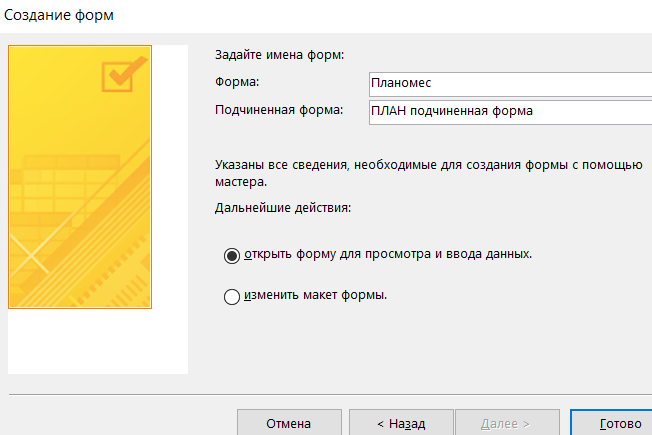 Создание форм
Задайте имена форм:
Форма: Планомес
Подчиненная форма: ПЛАН подчиненная форма
Указаны все сведения, необходимые для создания формы с помощью
мастера.
Дальнейшие действия:
открыть форму для просмотра и ввода данных.
изменить макет формы.
Отмена < Назад Далее > Готово